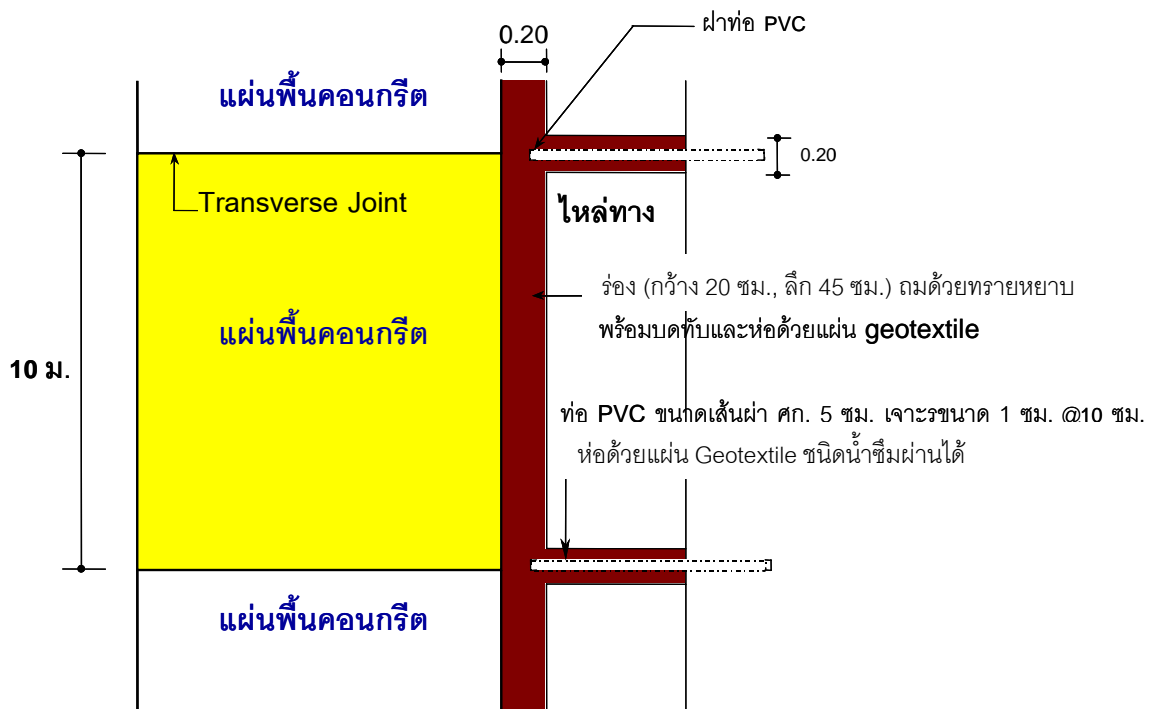 ฝาท่อ PVC
0.20
แผ่นพื้นคอนกรีต
0.20
Transverse Joint
ไหล่ทาง
ร่อง (กว้าง 20 ซม., ลึก 45 ซม.) ถมด้วยทรายหยาบ
พร้อมบดทับและห่อด้วยแผ่น geotextile
แผ่นพื้นคอนกรีต
10 ม.
ท่อ PVC ขนาดเส้นผ่า ศก. 5 ซม. เจาะรขนาด 1 ซม. @10 ซม.
ห่อด้วยแผ่น Geotextile ชนิดน้ำซึมผ่านได้
แผ่นพื้นคอนกรีต